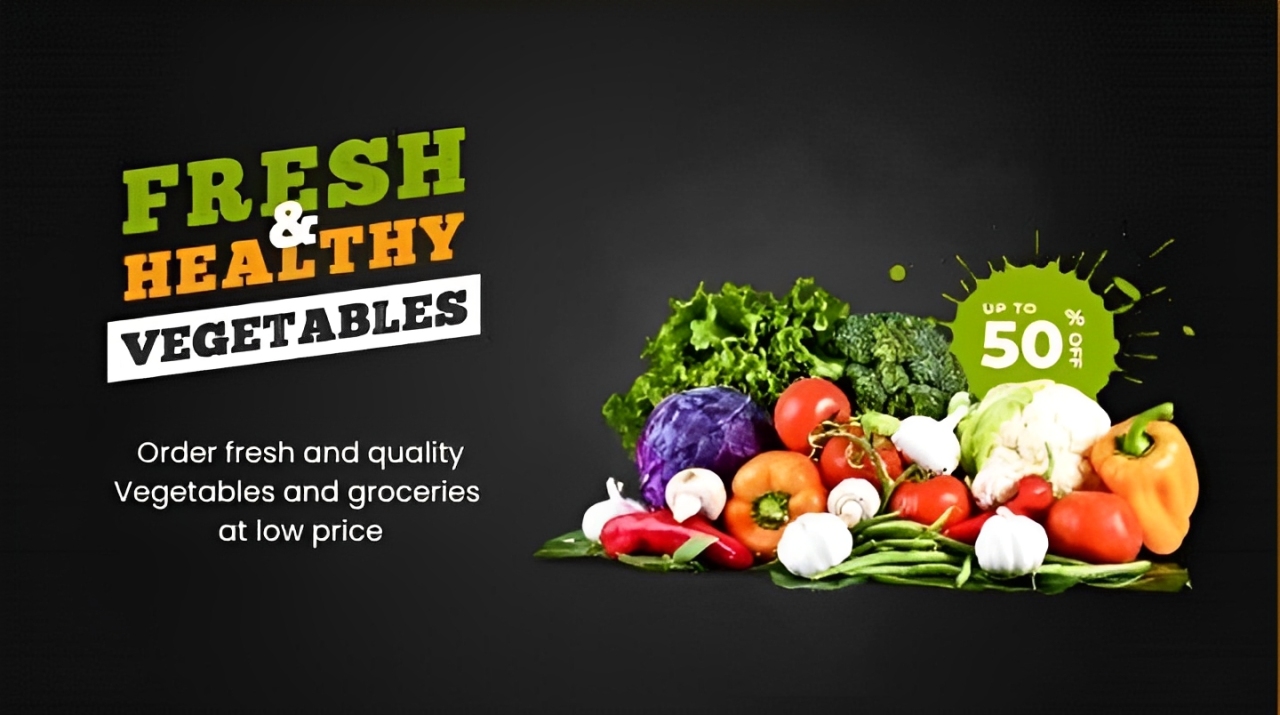 FRESH
&
HEALTHY
VEGETABLES
Order fresh and quality
Vegetables and groceries
at low price
UP TO
50
% OFF